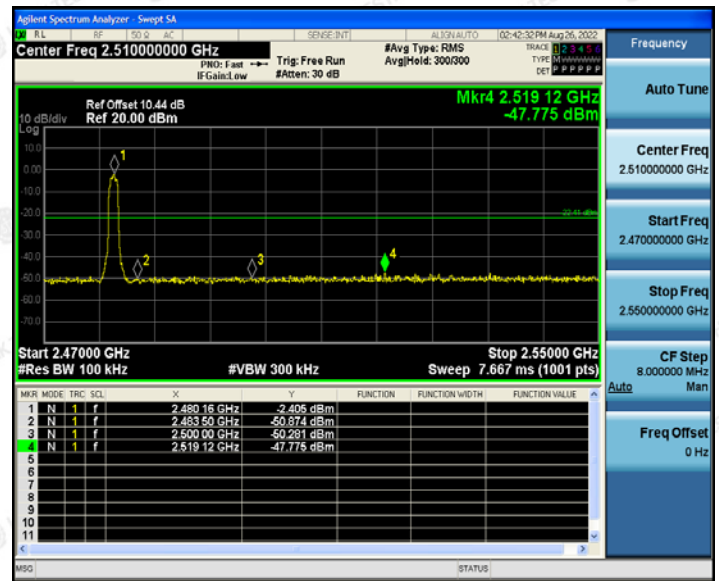 Agilent Spectrum Analyzer - Swept SA
RL RF 50 Ω AC SENSE:INT ALIGNAUTO 02:42:32 PM Aug 26, 2022
Center Freq 2.510000000 GHz
PNO: Fast
IFGain:Low
Trig: Free Run
#Atten: 30 dB
#Avg Type: RMS
Avg|Hold: 300/300
TRACE 1 2 3 4 5 6
TYPE MWWWWW
DET P P P P P P
Ref Offset 10.44 dB
Ref 20.00 dBm
10 dB/div
Log
Mkr4 2.519 12 GHz
-47.775 dBm
10.0
0.00
-10.0
-20.0
-30.0
-40.0
-50.0
-60.0
-70.0
1
2
3
4
-22.41 dBm
Start 2.47000 GHz Stop 2.55000 GHz
#Res BW 100 kHz #VBW 300 kHz Sweep 7.667 ms (1001 pts)
MKR MODE TRC SCL X Y FUNCTION FUNCTION WIDTH FUNCTION VALUE
1 N 1 f 2.480 16 GHz -2.405 dBm
2 N 1 f 2.483 50 GHz -50.874 dBm
3 N 1 f 2.500 00 GHz -50.281 dBm
4 N 1 f 2.519 12 GHz -47.775 dBm
5
6
7
8
9
10
11
MSG STATUS
Frequency
Auto Tune
Center Freq
2.510000000 GHz
Start Freq
2.470000000 GHz
Stop Freq
2.550000000 GHz
CF Step
8.000000 MHz
Auto Man
Freq Offset
0 Hz